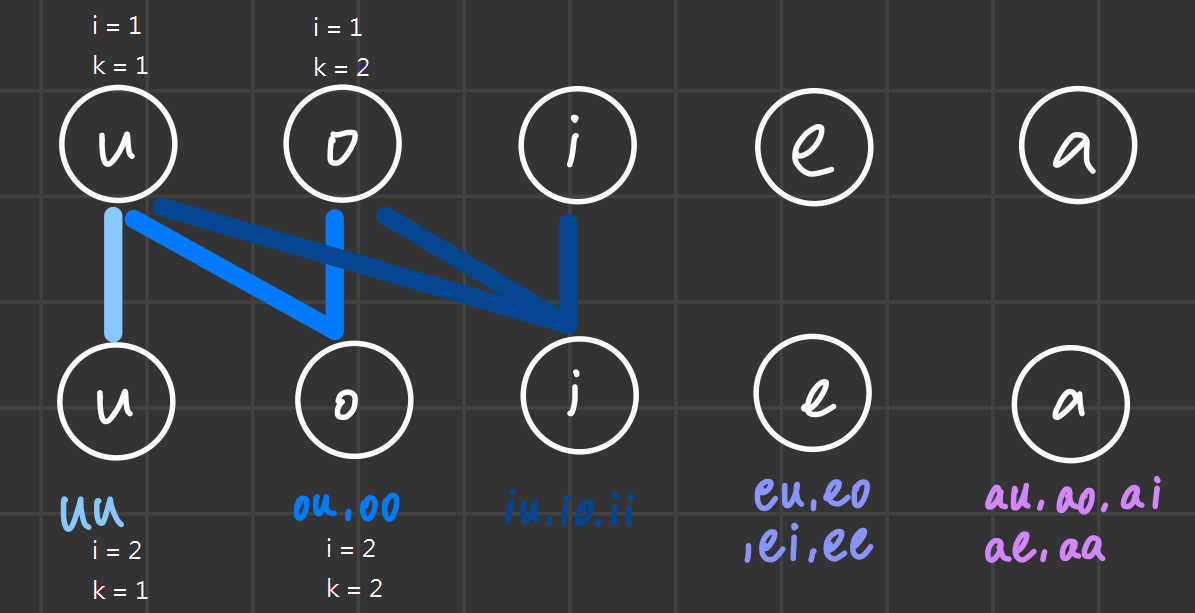 i = 1
k = 1
i = 1
k = 2
u
o
i
e
a
u
o
i
e
a
uu
ou,oo
iu,io,ii
eu,eo
,ei,ee
au,ao,ai
ae,aa
i = 2
k = 1
i = 2
k = 2